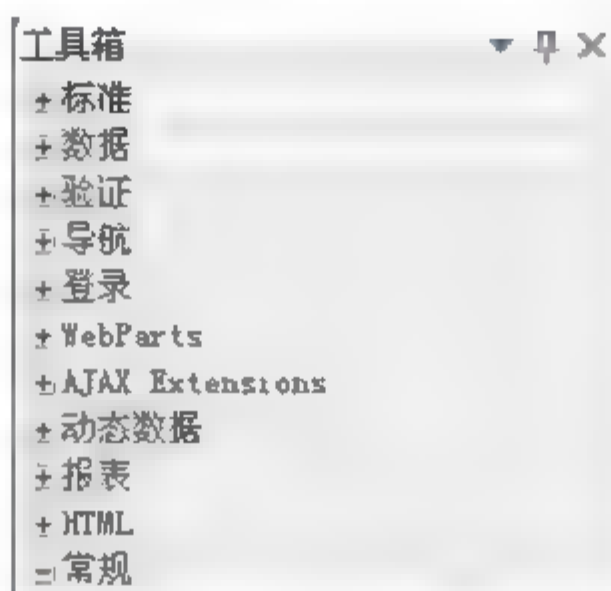 工具箱
标准
数据
验证
导航
登录
WebParts
AJAX Extensions
动态数据
报表
HTML
常规